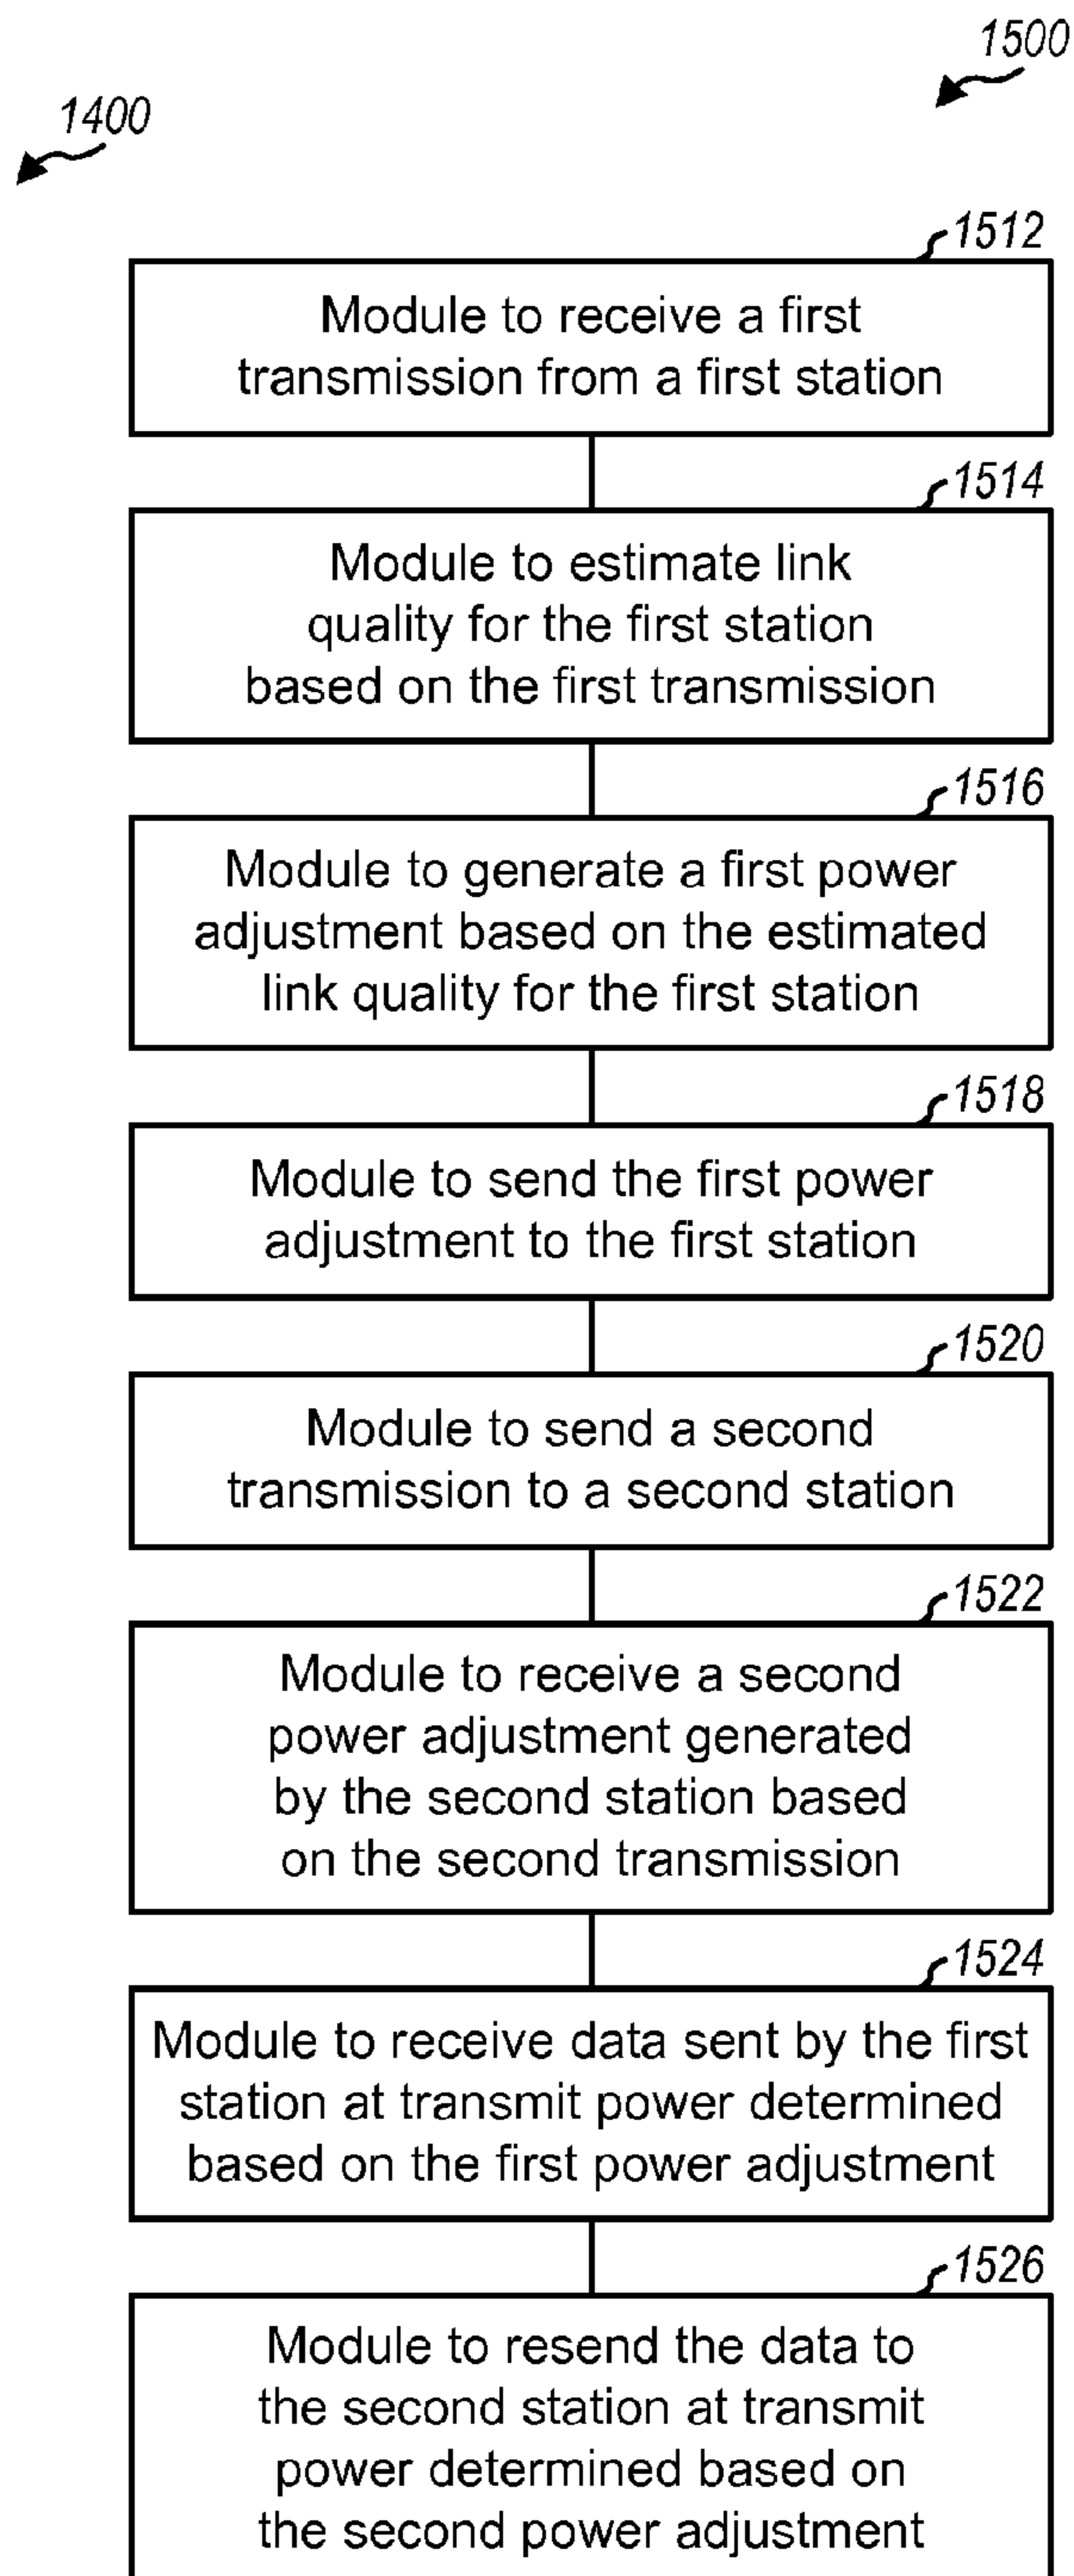 1500
1400
1512
Module to receive a first
transmission from a first station
1514
Module to estimate link
quality for the first station
based on the first transmission
1516
Module to generate a first power
adjustment based on the estimated
link quality for the first station
1518
Module to send the first power
adjustment to the first station
1520
Module to send a second
transmission to a second station
1522
Module to receive a second
power adjustment generated
by the second station based
on the second transmission
1524
Module to receive data sent by the first
station at transmit power determined
based on the first power adjustment
1526
Module to resend the data to
the second station at transmit
power determined based on
the second power adjustment